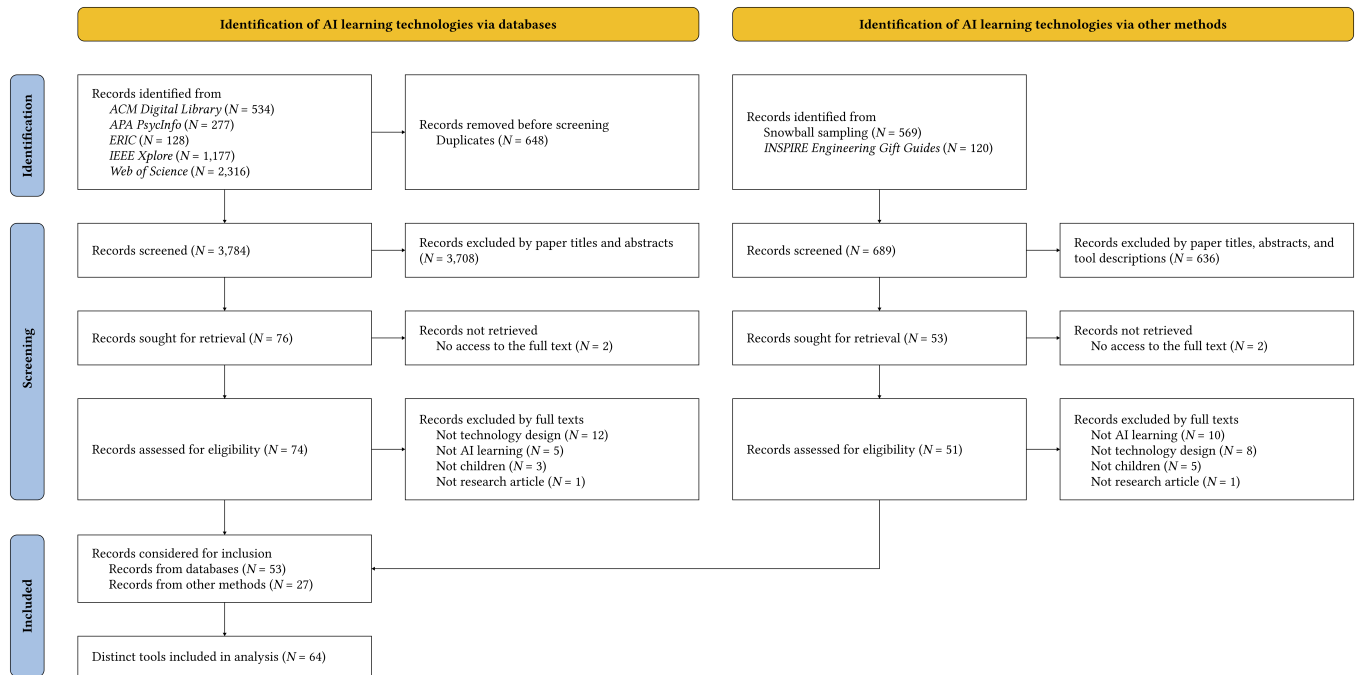 Identification of AI learning technologies via databases
Identification of AI learning technologies via other methods
Identification
Records identified from
ACM Digital Library (N = 534)
APA PsycInfo (N = 277)
ERIC (N = 128)
IEEE Xplore (N = 1,177)
Web of Science (N = 2,316)
Records removed before screening
Duplicates (N = 648)
Records identified from
Snowball sampling (N = 569)
INSPIRE Engineering Gift Guides (N = 120)
Screening
Records screened (N = 3,784)
Records excluded by paper titles and abstracts
(N = 3,708)
Records screened (N = 689)
Records excluded by paper titles, abstracts, and
tool descriptions (N = 636)
Records sought for retrieval (N = 76)
Records not retrieved
No access to the full text (N = 2)
Records sought for retrieval (N = 53)
Records not retrieved
No access to the full text (N = 2)
Records assessed for eligibility (N = 74)
Records excluded by full texts
Not technology design (N = 12)
Not AI learning (N = 5)
Not children (N = 3)
Not research article (N = 1)
Records assessed for eligibility (N = 51)
Records excluded by full texts
Not AI learning (N = 10)
Not technology design (N = 8)
Not children (N = 5)
Not research article (N = 1)
Included
Records considered for inclusion
Records from databases (N = 53)
Records from other methods (N = 27)
Distinct tools included in analysis (N = 64)